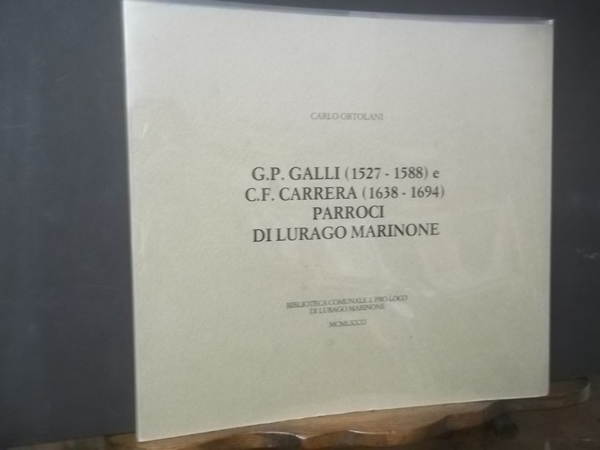 CARLO ORTOLANI
G.P. GALLI (1527 - 1588) e
C.F. CARRERA (1638 - 1694)
PARROCI
DI LURAGO MARINONE
BIBLIOTECA COMUNALE E PRO LOCO
DI LURAGO MARINONE